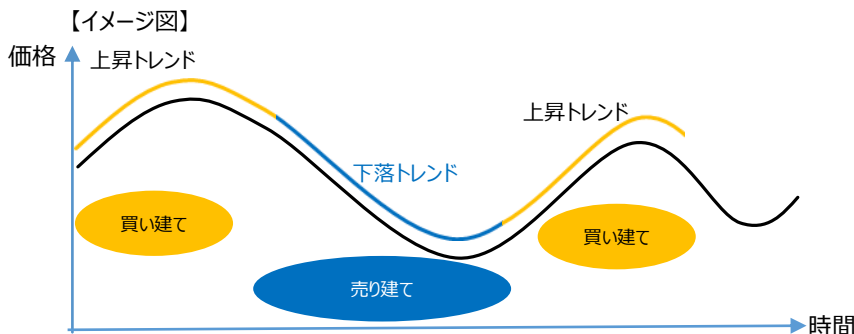 【イメージ図】
価格
上昇トレンド
上昇トレンド
下落トレンド
買い建て
買い建て
売り建て
時間